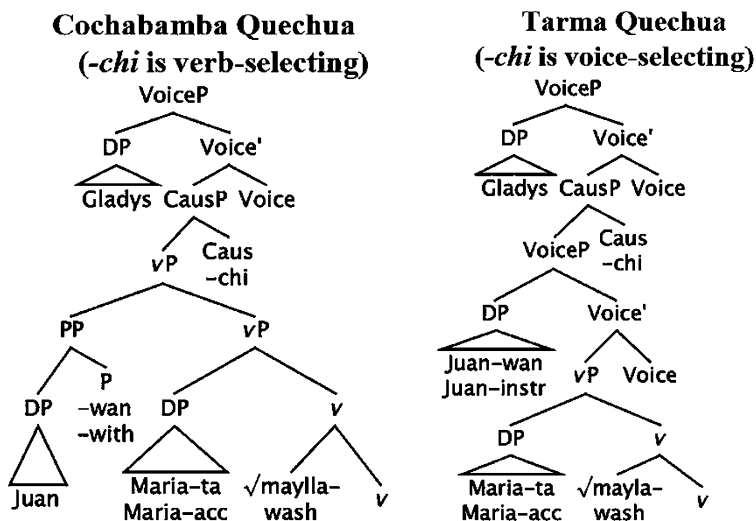 Cochabamba Quechua
(-chi is verb-selecting)
VoiceP
DP Voice'
Gladys CausP Voice
vP Caus
-chi
PP vP
DP P DP v
-wan
-with
Juan Maria-ta √maylla- v
Maria-acc wash
Tarma Quechua
(-chi is voice-selecting)
VoiceP
DP Voice'
Gladys CausP Voice
VoiceP Caus
-chi
DP Voice'
Juan-wan vP Voice
Juan-instr
DP v
Maria-ta √mayla- v
Maria-acc wash